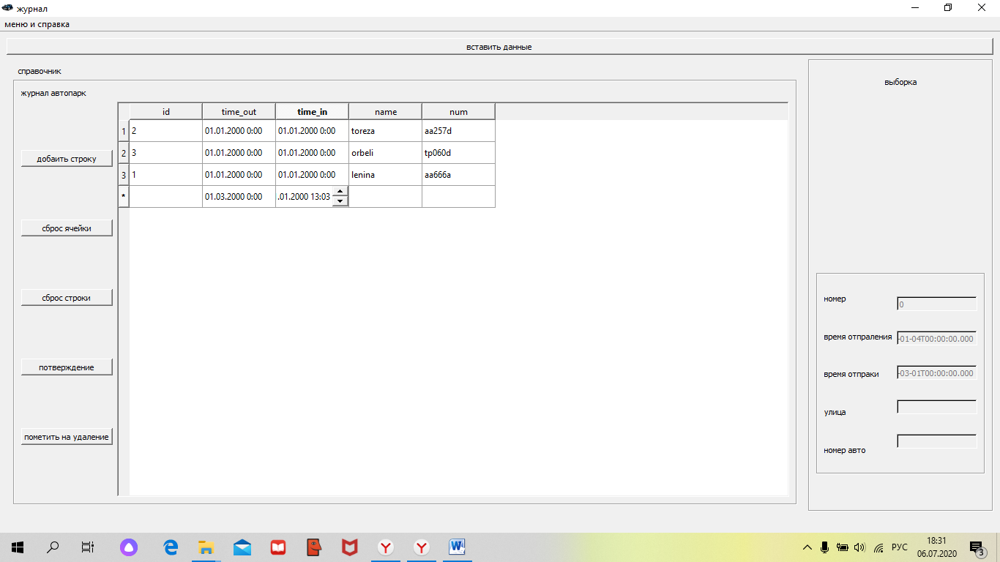 журнал
меню и справка
вставить данные
справочник
журнал автопарк
добаить строку
сброс ячейки
сброс строки
потверждение
пометить на удаление
id time_out time_in name num
1 2 01.01.2000 0:00 01.01.2000 0:00 toreza aa257d
2 3 01.01.2000 0:00 01.01.2000 0:00 orbeli tp060d
3 1 01.01.2000 0:00 01.01.2000 0:00 lenina aa666a
* 01.03.2000 0:00 .01.2000 13:03
выборка
номер 0
время отпраления -01-04T00:00:00.000
время отпраки -03-01T00:00:00.000
улица
номер авто
РУС
18:31
06.07.2020
3